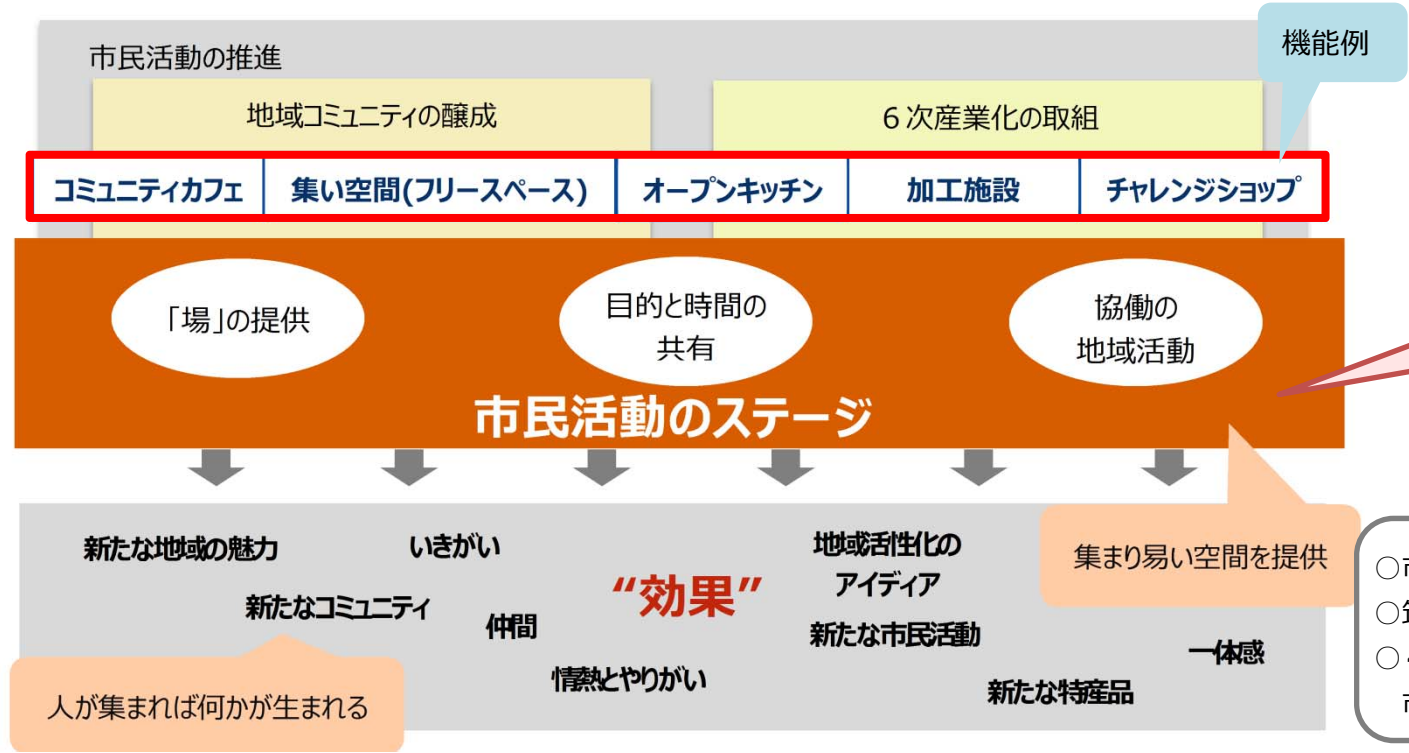 市民活動の推進
機能例
地域コミュニティの醸成
６次産業化の取組
コミュニティカフェ
集い空間(フリースペース)
オープンキッチン
加工施設
チャレンジショップ
「場」の提供
目的と時間の
共有
協働の
地域活動
市民活動のステージ
新たな地域の魅力
いきがい
地域活性化の
アイディア
集まり易い空間を提供
新たなコミュニティ
仲間
“効果”
新たな市民活動
一体感
情熱とやりがい
新たな特産品
人が集まれば何かが生まれる
○
○
○